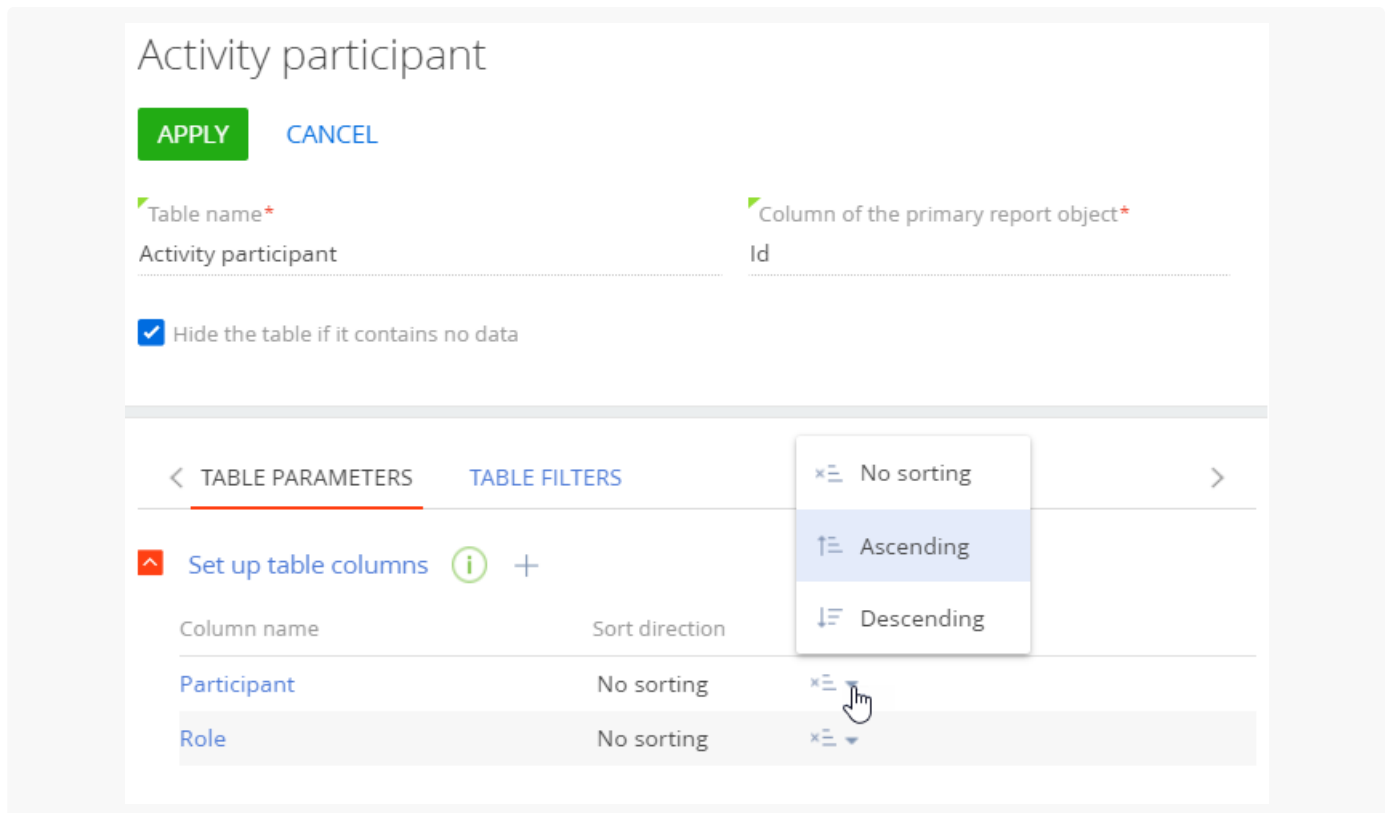 Activity participant
APPLY CANCEL
Table name* Column of the primary report object*
Activity participant Id
Hide the table if it contains no data
TABLE PARAMETERS TABLE FILTERS
No sorting
Ascending
Descending
Set up table columns i +
Column name Sort direction
Participant No sorting
Role No sorting